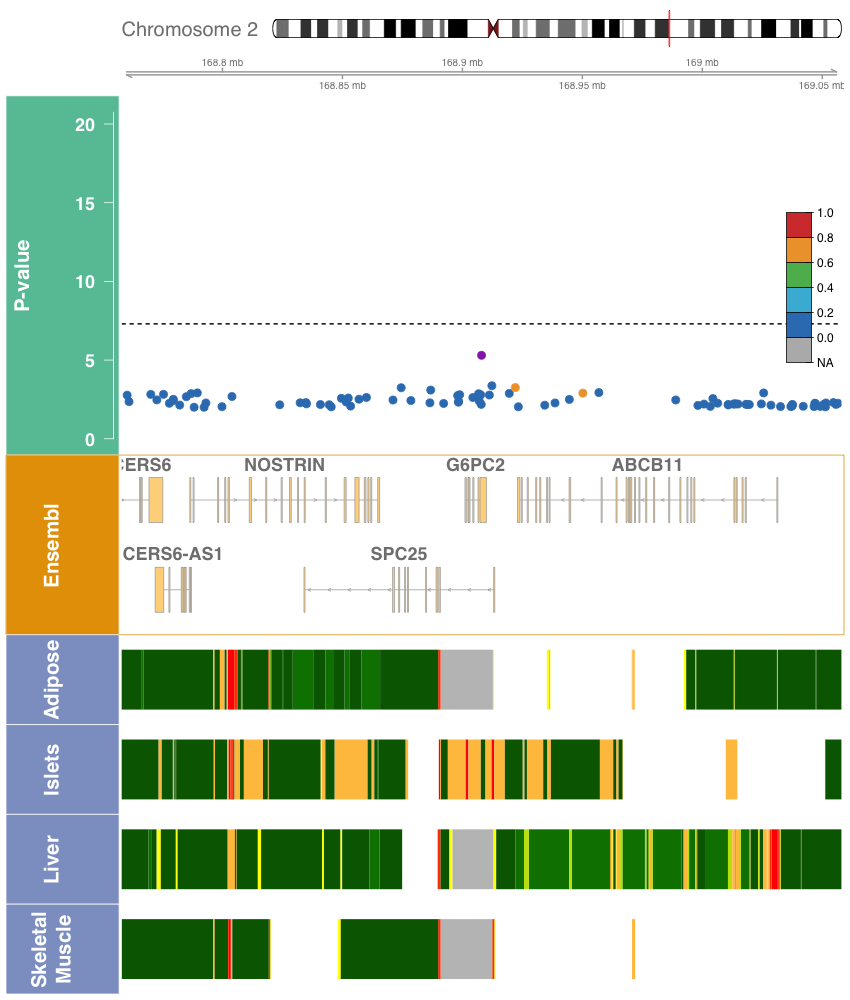 Chromosome 2
168.8 mb
168.9 mb
169 mb
168.85 mb
168.95 mb
169.05 mb
P-value
20
15
10
5
0
1.0
0.8
0.6
0.4
0.2
0.0
NA
Ensembl
CERS6
NOSTRIN
G6PC2
ABCB11
CERS6-AS1
SPC25
Adipose
Islets
Liver
Skeletal
Muscle